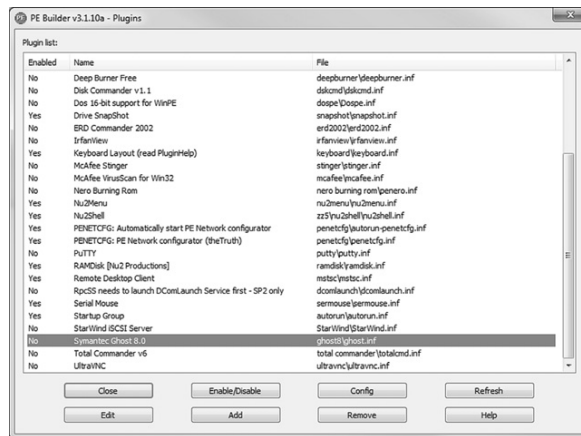 PE Builder v3.1.10a - Plugins
Plugin list:
Enabled Name File
No Deep Burner Free deepburner\deepburner.inf
No Disk Commander v1.1 dskcmd\dskcmd.inf
No Dos 16-bit support for WinPE dospe\Dospe.inf
Yes Drive SnapShot snapshot\snapshot.inf
No ERD Commander 2002 erd2002\erd2002.inf
No IrfanView irfanview\irfanview.inf
Yes Keyboard Layout (read PluginHelp) keyboard\keyboard.inf
No McAfee Stinger stinger\stinger.inf
No McAfee VirusScan for Win32 mcafee\mcafee.inf
No Nero Burning Rom nero burning rom\penero.inf
Yes Nu2Menu nu2menu\nu2menu.inf
Yes Nu2Shell zz5\nu2shell\nu2shell.inf
Yes PENETCFG: Automatically start PE Network configurator penetcfg\autorun-penetcfg.inf
Yes PENETCFG: PE Network configurator (theTruth) penetcfg\penetcfg.inf
No PuTTY putty\putty.inf
Yes RAMDisk [Nu2 Productions] ramdisk\ramdisk.inf
Yes Remote Desktop Client mstsc\mstsc.inf
No RpcSS needs to launch DComLaunch Service first - SP2 only dcomlaunch\dcomlaunch.inf
Yes Serial Mouse sermouse\sermouse.inf
Yes Startup Group autorun\autorun.inf
No StarWind iSCSI Server StarWind\StarWind.inf
No Symantec Ghost 8.0 ghost8\ghost.inf
No Total Commander v6 total commander\totalcmd.inf
No UltraVNC ultravnc\ultravnc.inf
Close Enable/Disable Config Refresh
Edit Add Remove Help